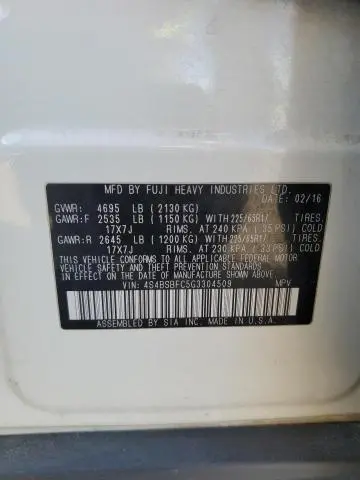 MFD. BY FUJI HEAVY INDUSTRIES LTD.
DATE: 02/16
GVWR: 4695 LB (2130 KG)
GAWR:F 2535 LB (1150 KG) WITH 225/65R17 TIRES.
17X7J RIMS. AT 240 KPA (35 PSI) COLD
GAWR:R 2645 LB (1200 KG) WITH 225/65R17 TIRES.
17X7J RIMS. AT 230 KPA (33 PSI) COLD
THIS VEHICLE CONFORMS TO ALL APPLICABLE FEDERAL MOTOR
VEHICLE SAFETY, BUMPER, AND THEFT PREVENTION STANDARDS
IN EFFECT ON THE DATE OF MANUFACTURE SHOWN ABOVE.
VIN: 4S4BSBFC5G3304509 MPV
ASSEMBLED BY SIA INC. MADE IN U.S.A.